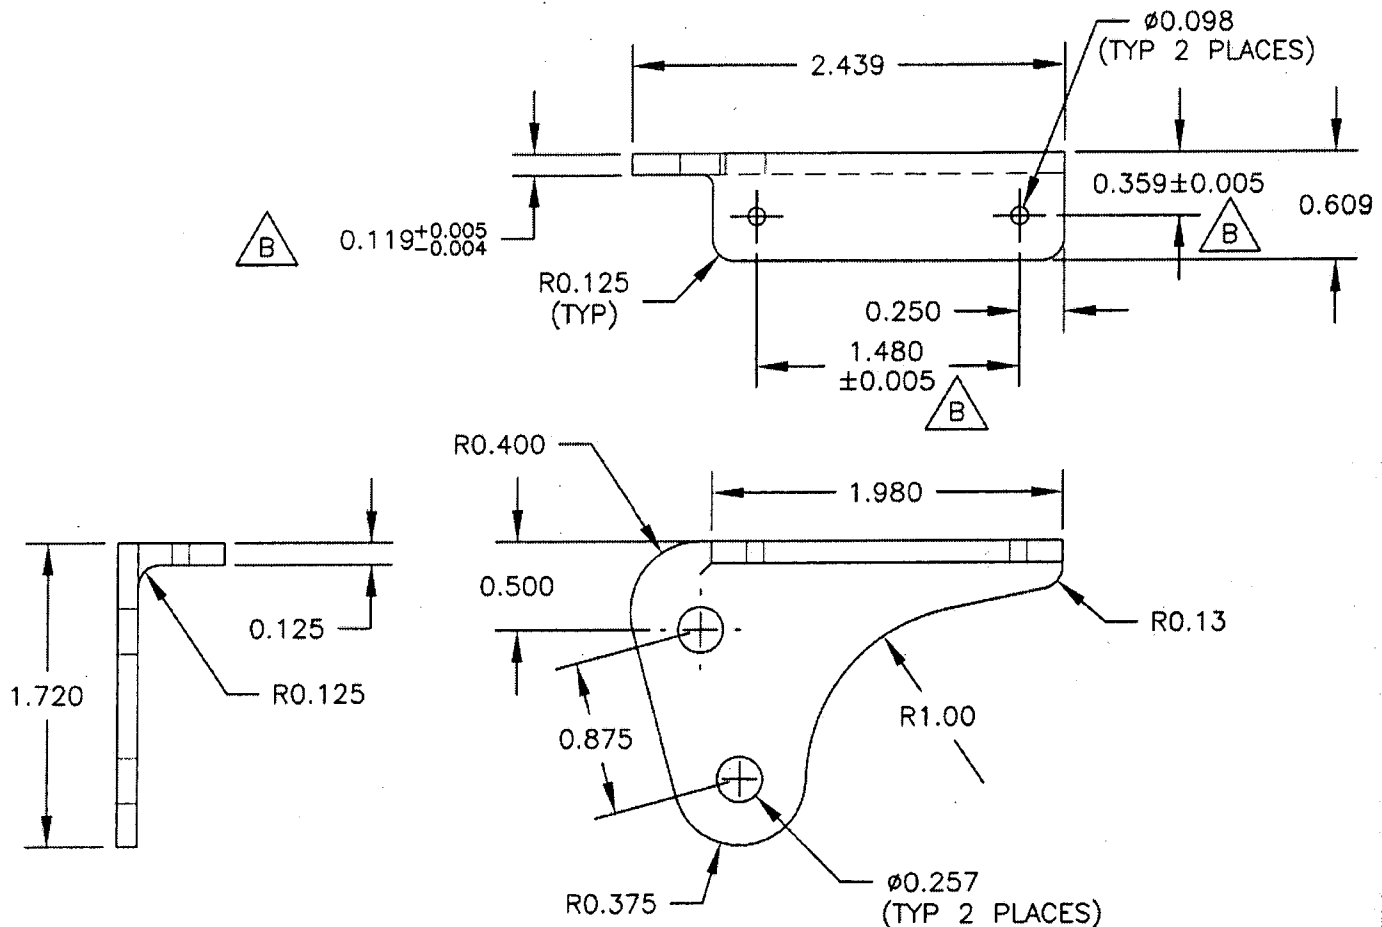 ø0.098
(TYP 2 PLACES)
2.439
0.359±0.005
0.609
B
0.119+0.005
-0.004
B
R0.125
(TYP)
0.250
1.480
±0.005
B
R0.400
1.980
0.500
0.125
R0.13
1.720
R0.125
0.875
R1.00
R0.375
ø0.257
(TYP 2 PLACES)